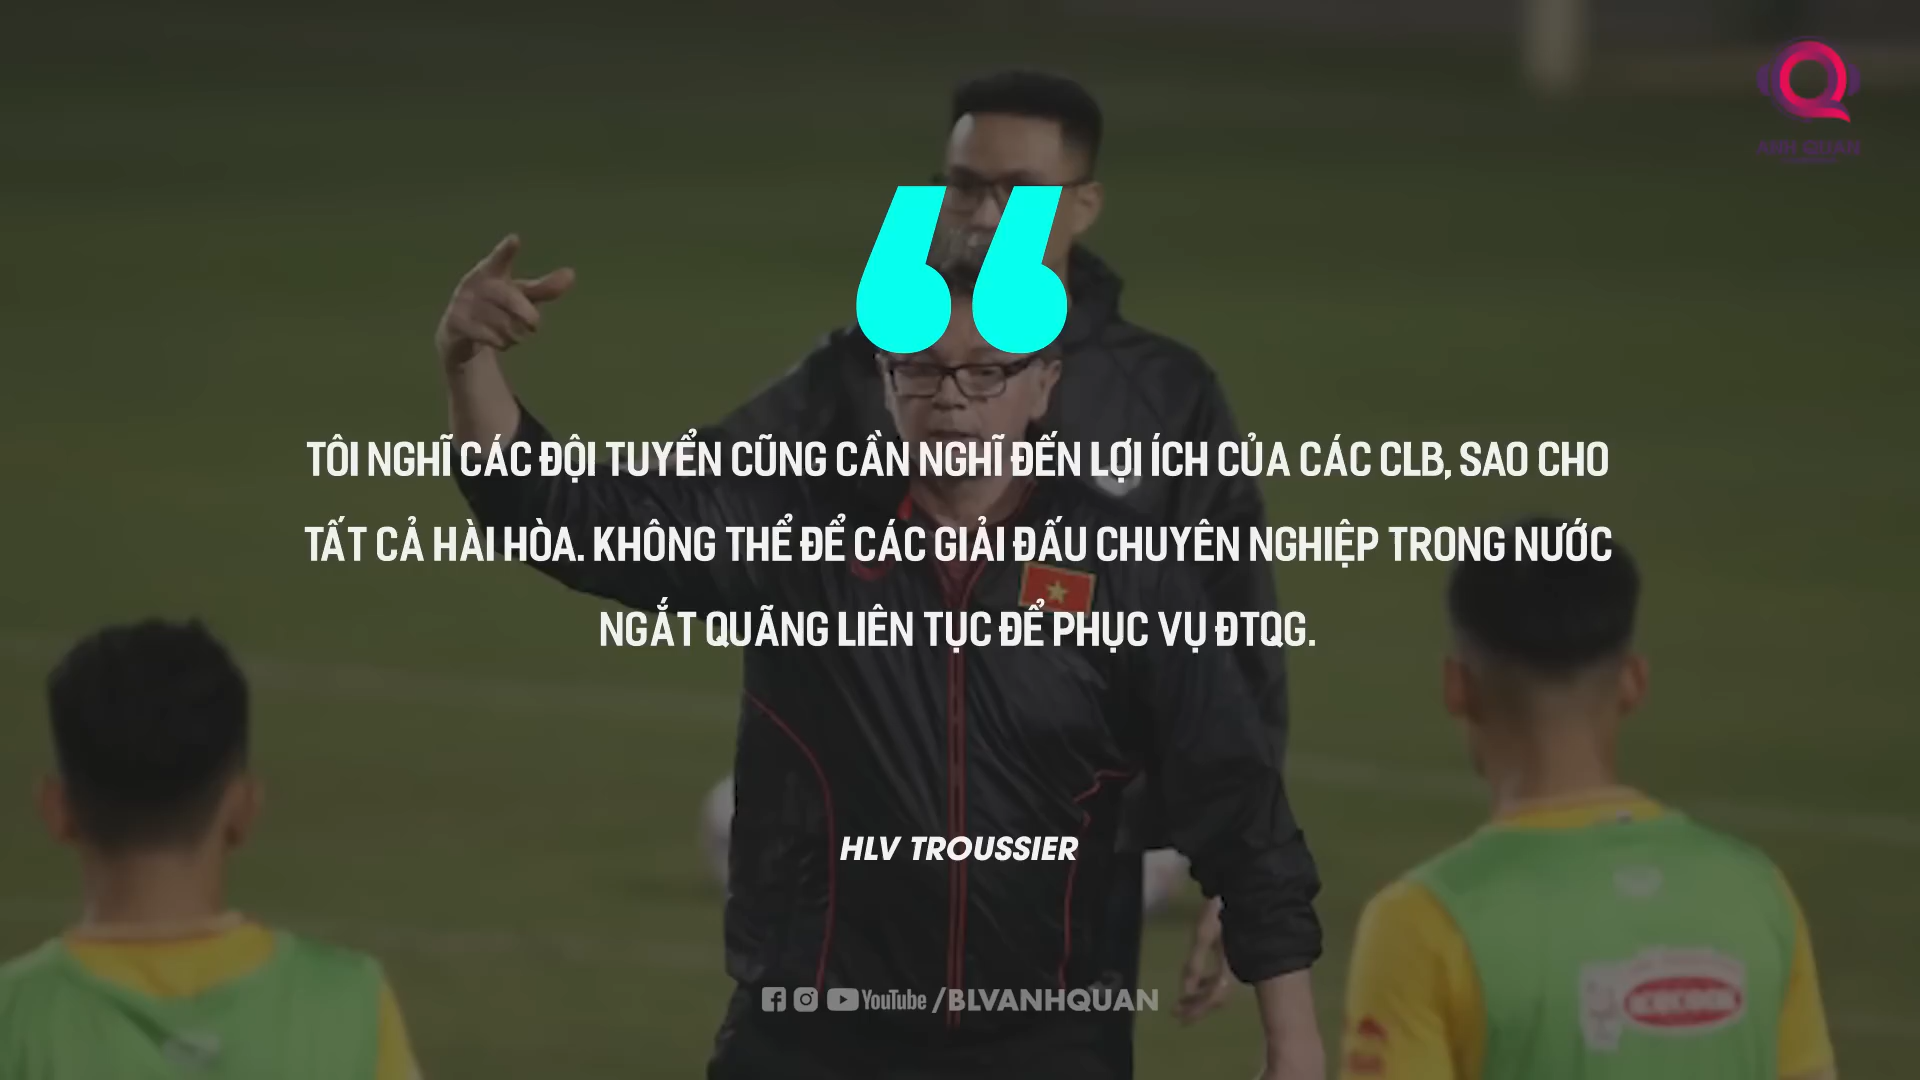 ANH QUAN
TÔI NGHĨ CÁC ĐỘI TUYỂN CŨNG CẦN NGHĨ ĐẾN LỢI ÍCH CỦA CÁC CLB, SAO CHO
TẤT CẢ HÀI HÒA. KHÔNG THỂ ĐỂ CÁC GIẢI ĐẤU CHUYÊN NGHIỆP TRONG NƯỚC
NGẮT QUÃNG LIÊN TỤC ĐỂ PHỤC VỤ ĐTQG.
HLV TROUSSIER
YouTube /BLVANHQUAN